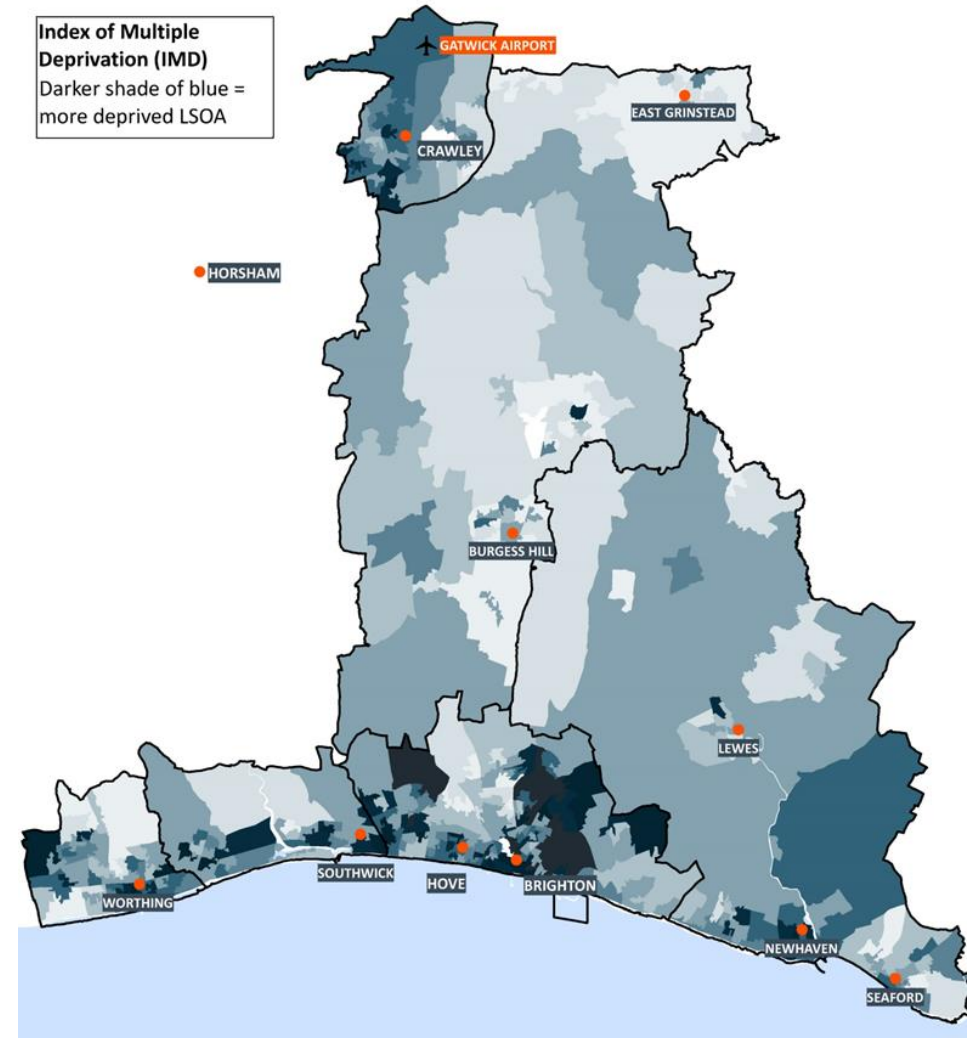 Index of Multiple
Deprivation (IMD)
Darker shade of blue =
more deprived LSOA
GATWICK AIRPORT
EAST GRINSTEAD
CRAWLEY
HORSHAM
BURGESS HILL
LEWES
SOUTHWICK
HOVE
BRIGHTON
WORTHING
NEWHAVEN
SEAFORD